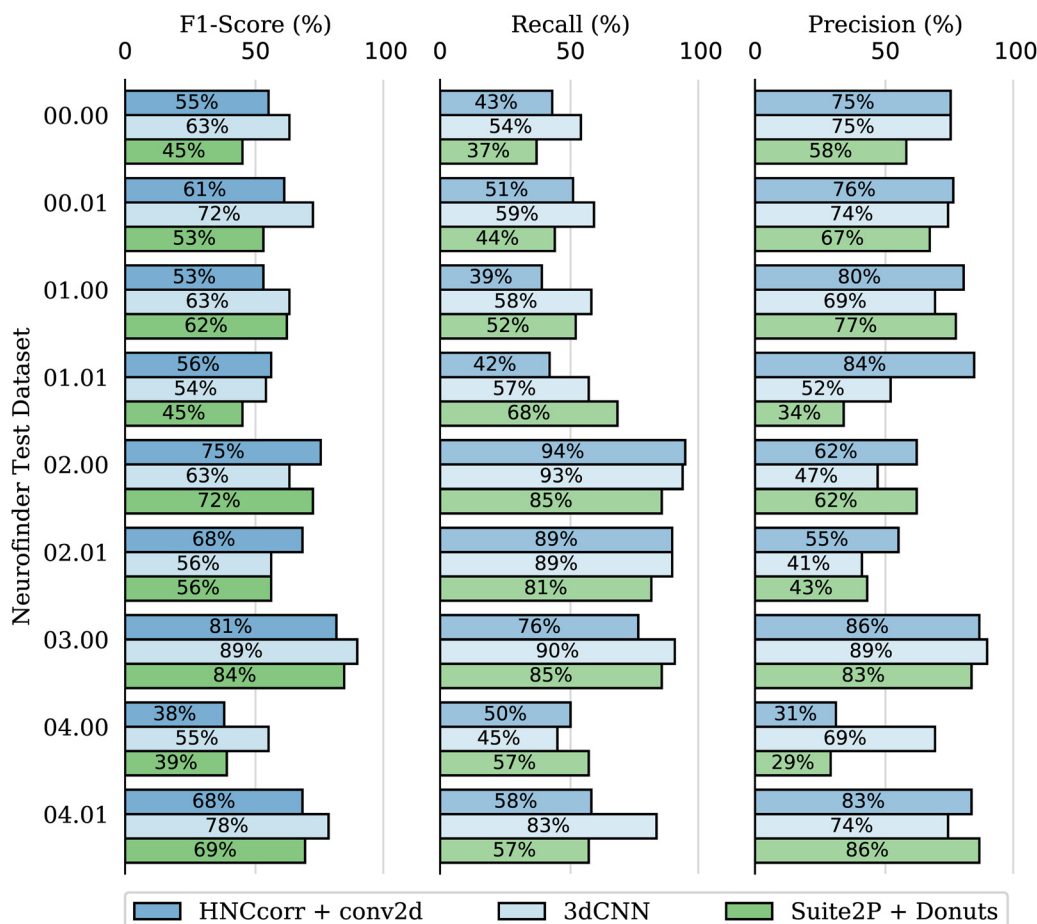 F1-Score (%) Recall (%) Precision (%)
0 50 100 0 50 100 0 50 100
Neurofinder Test Dataset
00.00
55% 43% 75%
63% 54% 75%
45% 37% 58%
00.01
61% 51% 76%
72% 59% 74%
53% 44% 67%
01.00
53% 39% 80%
63% 58% 69%
62% 52% 77%
01.01
56% 42% 84%
54% 57% 52%
45% 68% 34%
02.00
75% 94% 62%
63% 93% 47%
72% 85% 62%
02.01
68% 89% 55%
56% 89% 41%
56% 81% 43%
03.00
81% 76% 86%
89% 90% 89%
84% 85% 83%
04.00
38% 50% 31%
55% 45% 69%
39% 57% 29%
04.01
68% 58% 83%
78% 83% 74%
69% 57% 86%
HNCcorr + conv2d 3dCNN Suite2P + Donuts